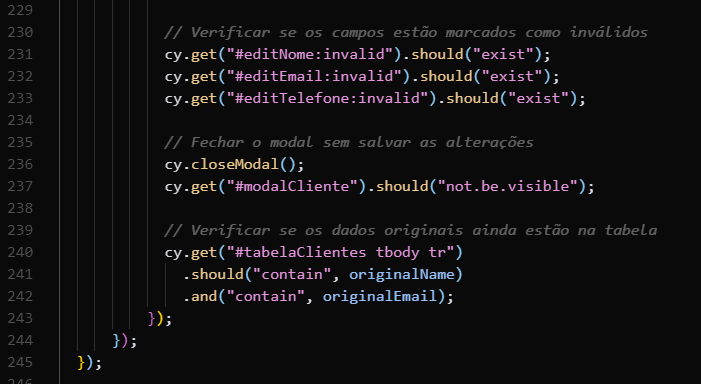 229
230 // Verificar se os campos estão marcados como inválidos
231 cy.get("#editNome:invalid").should("exist");
232 cy.get("#editEmail:invalid").should("exist");
233 cy.get("#editTelefone:invalid").should("exist");
234
235 // Fechar o modal sem salvar as alterações
236 cy.closeModal();
237 cy.get("#modalCliente").should("not.be.visible");
238
239 // Verificar se os dados originais ainda estão na tabela
240 cy.get("#tabelaClientes tbody tr")
241 .should("contain", originalName)
242 .and("contain", originalEmail);
243 });
244 });
245 });
246